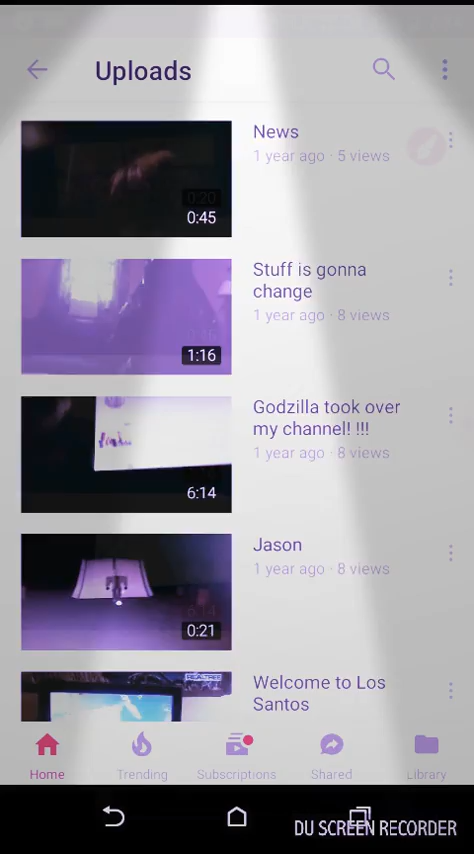 Uploads
News
1 year ago · 5 views
0:45
Stuff is gonna
change
1 year ago · 8 views
1:16
Godzilla took over
my channel! !!!
1 year ago · 8 views
6:14
Jason
1 year ago · 8 views
0:21
Welcome to Los
Santos
Home
Trending
Subscriptions
Shared
Library
DU SCREEN RECORDER